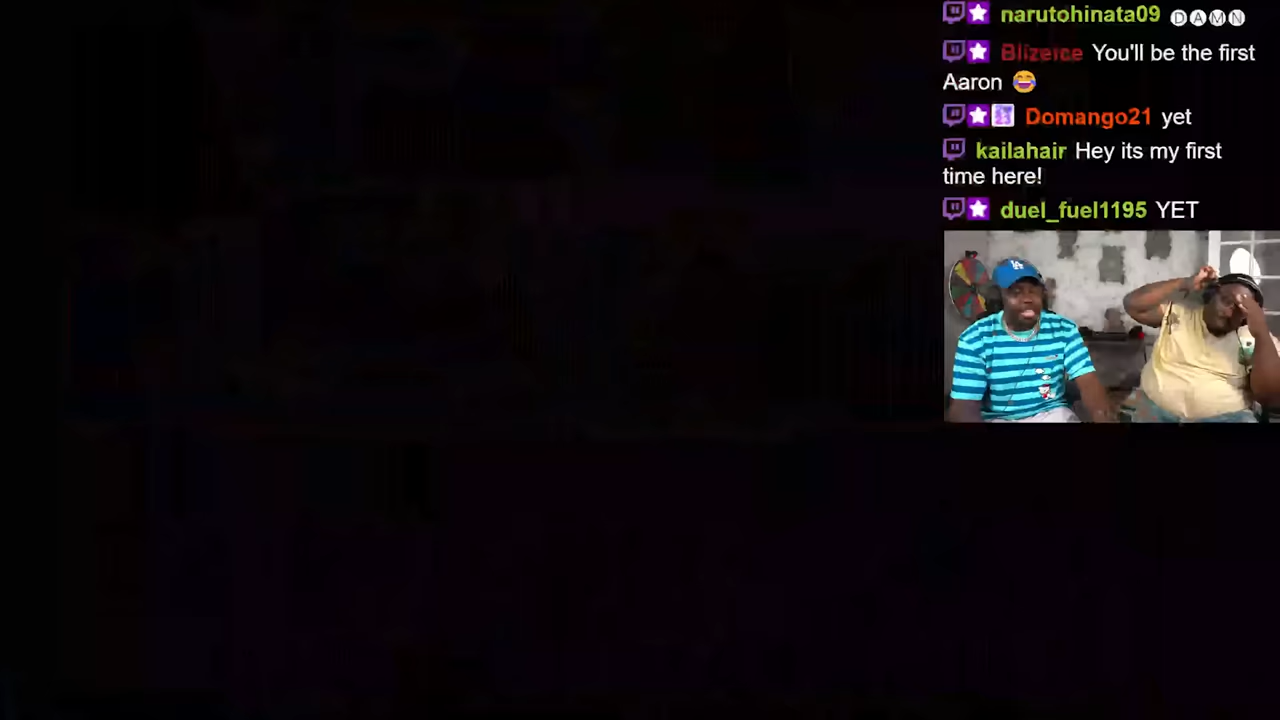 narutohinata09 🅓🅐🅜🅝
Blizeice You'll be the first
Aaron 😂
Domango21 yet
kailahair Hey its my first
time here!
duel_fuel1195 YET
LA